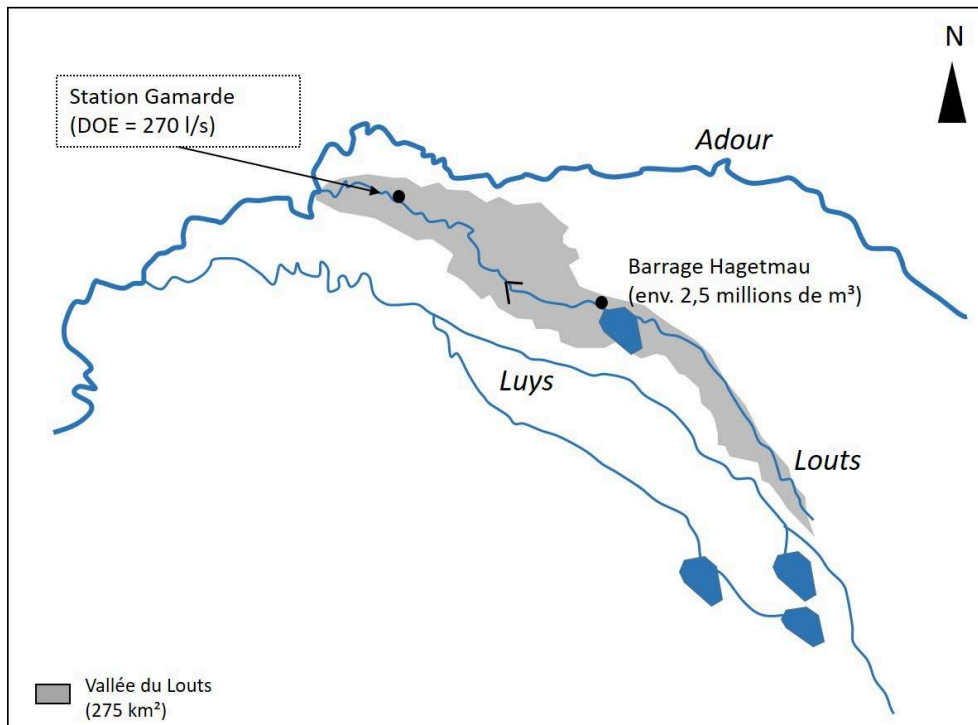 N
Station Gamarde
(DOE = 270 l/s)
Adour
Barrage Hagetmau
(env. 2,5 millions de m³)
Luys
Louts
Vallée du Louts
(275 km²)